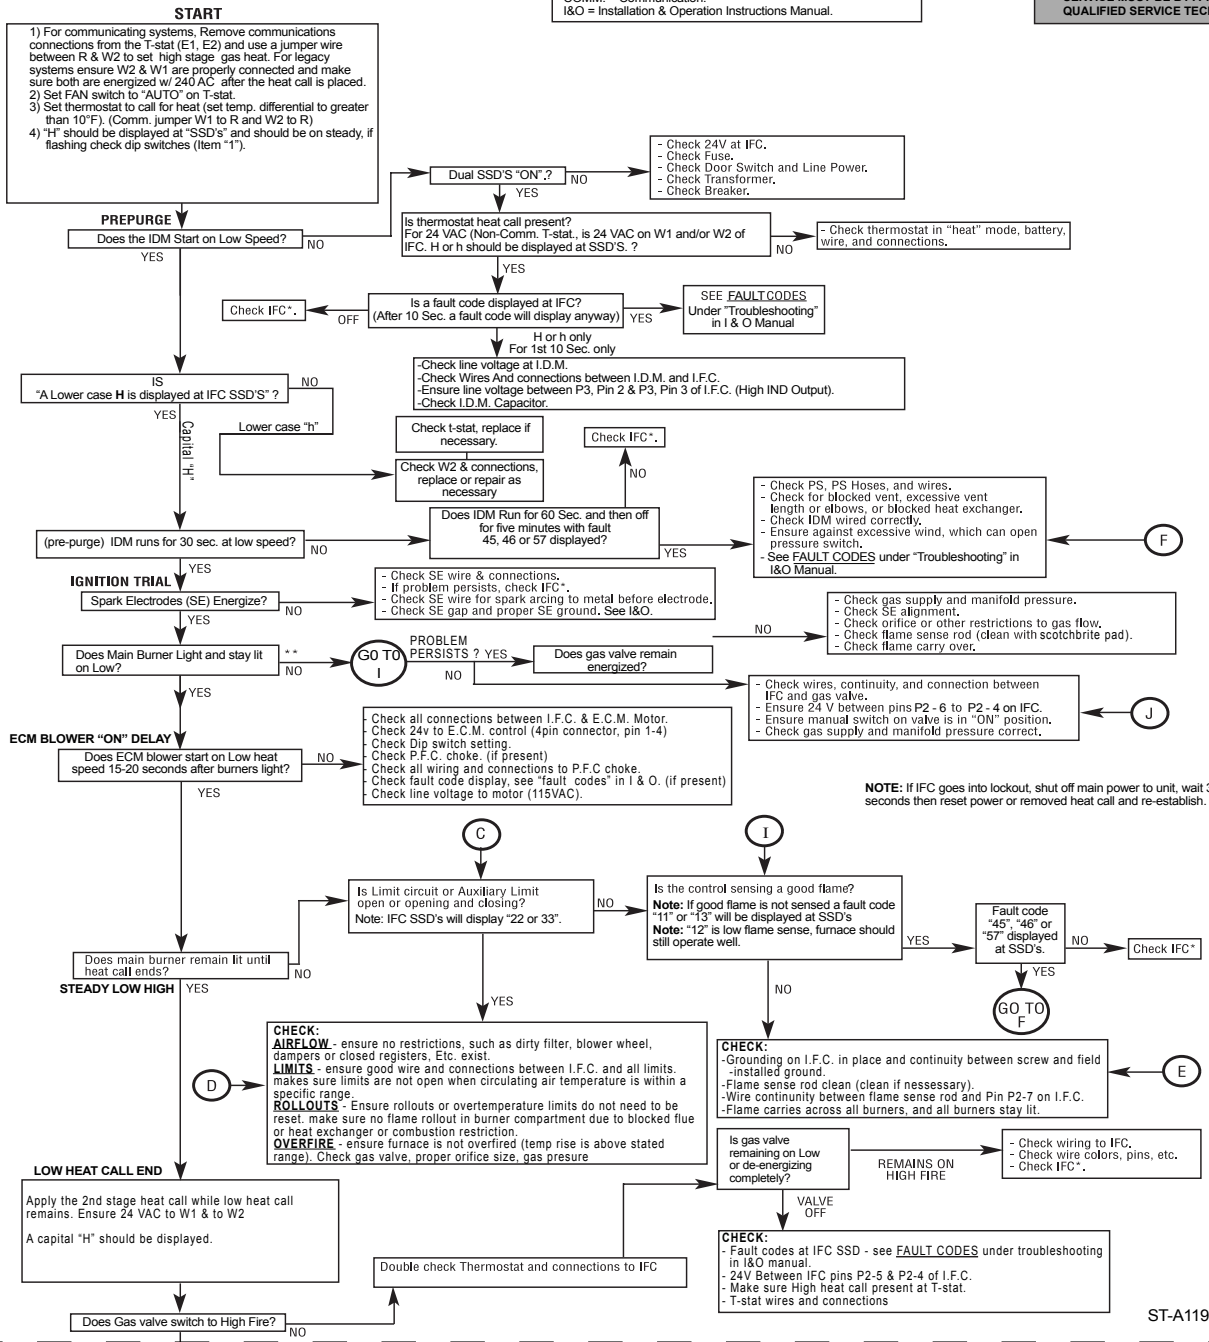 COMM. = Communication.
I&O = Installation & Operation Instructions Manual.
QUALIFIED SERVICE TEC
START
1) For communicating systems, Remove communications
connections from the T-stat (E1, E2) and use a jumper wire
between R & W2 to set high stage gas heat. For legacy
systems ensure W2 & W1 are properly connected and make
sure both are energized w/ 240 AC after the heat call is placed.
2) Set FAN switch to “AUTO” on T-stat.
3) Set thermostat to call for heat (set temp. differential to greater
than 10°F). (Comm. jumper W1 to R and W2 to R)
4) “H” should be displayed at “SSD’s” and should be on steady, if
flashing check dip switches (Item “1”).
Dual SSD’S “ON”.?
NO
YES
- Check 24V at IFC.
- Check Fuse.
- Check Door Switch and Line Power.
- Check Transformer.
- Check Breaker.
PREPURGE
Does the IDM Start on Low Speed?
NO
YES
Is thermostat heat call present?
For 24 VAC (Non-Comm. T-stat., is 24 VAC on W1 and/or W2 of
IFC. H or h should be displayed at SSD’S. ?
NO
YES
- Check thermostat in “heat” mode, battery,
wire, and connections.
Check IFC*.
OFF
Is a fault code displayed at IFC?
(After 10 Sec. a fault code will display anyway)
YES
SEE FAULT CODES
Under ”Troubleshooting”
in I & O Manual
H or h only
For 1st 10 Sec. only
-Check line voltage at I.D.M.
-Check Wires And connections between I.D.M. and I.F.C.
-Ensure line voltage between P3, Pin 2 & P3, Pin 3 of I.F.C. (High IND Output).
-Check I.D.M. Capacitor.
IS
“A Lower case H is displayed at IFC SSD’S” ?
NO
YES
Capital “H”
Lower case “h”
Check t-stat, replace if
necessary.
Check W2 & connections,
replace or repair as
necessary
Check IFC*.
NO
(pre-purge) IDM runs for 30 sec. at low speed?
NO
YES
Does IDM Run for 60 Sec. and then off
for five minutes with fault
45, 46 or 57 displayed?
YES
- Check PS, PS Hoses, and wires.
- Check for blocked vent, excessive vent
length or elbows, or blocked heat exchanger.
- Check IDM wired correctly.
- Ensure against excessive wind, which can open
pressure switch.
- See FAULT CODES under “Troubleshooting” in
I&O Manual.
F
IGNITION TRIAL
Spark Electrodes (SE) Energize?
NO
YES
- Check SE wire & connections.
- If problem persists, check IFC*.
- Check SE wire for spark arcing to metal before electrode.
- Check SE gap and proper SE ground. See I&O.
Does Main Burner Light and stay lit
on Low?
**
NO
YES
GO TO
I
PROBLEM
PERSISTS ? YES
NO
Does gas valve remain
energized?
NO
- Check gas supply and manifold pressure.
- Check SE alignment.
- Check orifice or other restrictions to gas flow.
- Check flame sense rod (clean with scotchbrite pad).
- Check flame carry over.
- Check wires, continuity, and connection between
IFC and gas valve.
- Ensure 24 V between pins P2 - 6 to P2 - 4 on IFC.
- Ensure manual switch on valve is in “ON” position.
- Check gas supply and manifold pressure correct.
J
ECM BLOWER “ON” DELAY
Does ECM blower start on Low heat
speed 15-20 seconds after burners light?
NO
YES
- Check all connections between I.F.C. & E.C.M. Motor.
- Check 24v to E.C.M. control (4pin connector, pin 1-4)
- Check Dip switch setting.
- Check P.F.C. choke. (if present)
- Check all wiring and connections to P.F.C choke.
- Check fault code display, see “fault codes” in I & O. (if present)
- Check line voltage to motor (115VAC).
NOTE: If IFC goes into lockout, shut off main power to unit, wait 3
seconds then reset power or removed heat call and re-establish.
C
I
Is Limit circuit or Auxiliary Limit
open or opening and closing?
Note: IFC SSD’s will display “22 or 33”.
NO
YES
Is the control sensing a good flame?
Note: If good flame is not sensed a fault code
“11” or “13” will be displayed at SSD’s
Note: “12” is low flame sense, furnace should
still operate well.
YES
NO
Fault code
“45”, “46” or
“57” displayed
at SSD’s.
NO
Check IFC*
YES
GO TO
F
Does main burner remain lit until
heat call ends?
NO
STEADY LOW HIGH
YES
D
CHECK:
AIRFLOW - ensure no restrictions, such as dirty filter, blower wheel,
dampers or closed registers, Etc. exist.
LIMITS - ensure good wire and connections between I.F.C. and all limits.
makes sure limits are not open when circulating air temperature is within a
specific range.
ROLLOUTS - Ensure rollouts or overtemperature limits do not need to be
reset. make sure no flame rollout in burner compartment due to blocked flue
or heat exchanger or combustion restriction.
OVERFIRE - ensure furnace is not overfired (temp rise is above stated
range). Check gas valve, proper orifice size, gas presure
CHECK:
-Grounding on I.F.C. in place and continuity between screw and field
-installed ground.
-Flame sense rod clean (clean if nessessary).
-Wire continunity between flame sense rod and Pin P2-7 on I.F.C.
-Flame carries across all burners, and all burners stay lit.
E
LOW HEAT CALL END
Apply the 2nd stage heat call while low heat call
remains. Ensure 24 VAC to W1 & to W2
A capital “H” should be displayed.
Is gas valve
remaining on Low
or de-energizing
completely?
REMAINS ON
HIGH FIRE
- Check wiring to IFC.
- Check wire colors, pins, etc.
- Check IFC*.
VALVE
OFF
Double check Thermostat and connections to IFC
CHECK:
- Fault codes at IFC SSD - see FAULT CODES under troubleshooting
in I&O manual.
- 24V Between IFC pins P2-5 & P2-4 of I.F.C.
- Make sure High heat call present at T-stat.
- T-stat wires and connections
Does Gas valve switch to High Fire?
NO
ST-A119